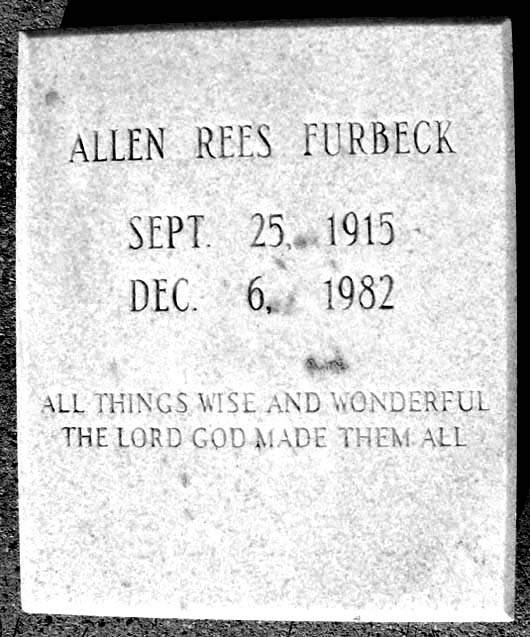 ALLEN REES FURBECK
SEPT. 25, 1915
DEC. 6, 1982
ALL THINGS WISE AND WONDERFUL
THE LORD GOD MADE THEM ALL